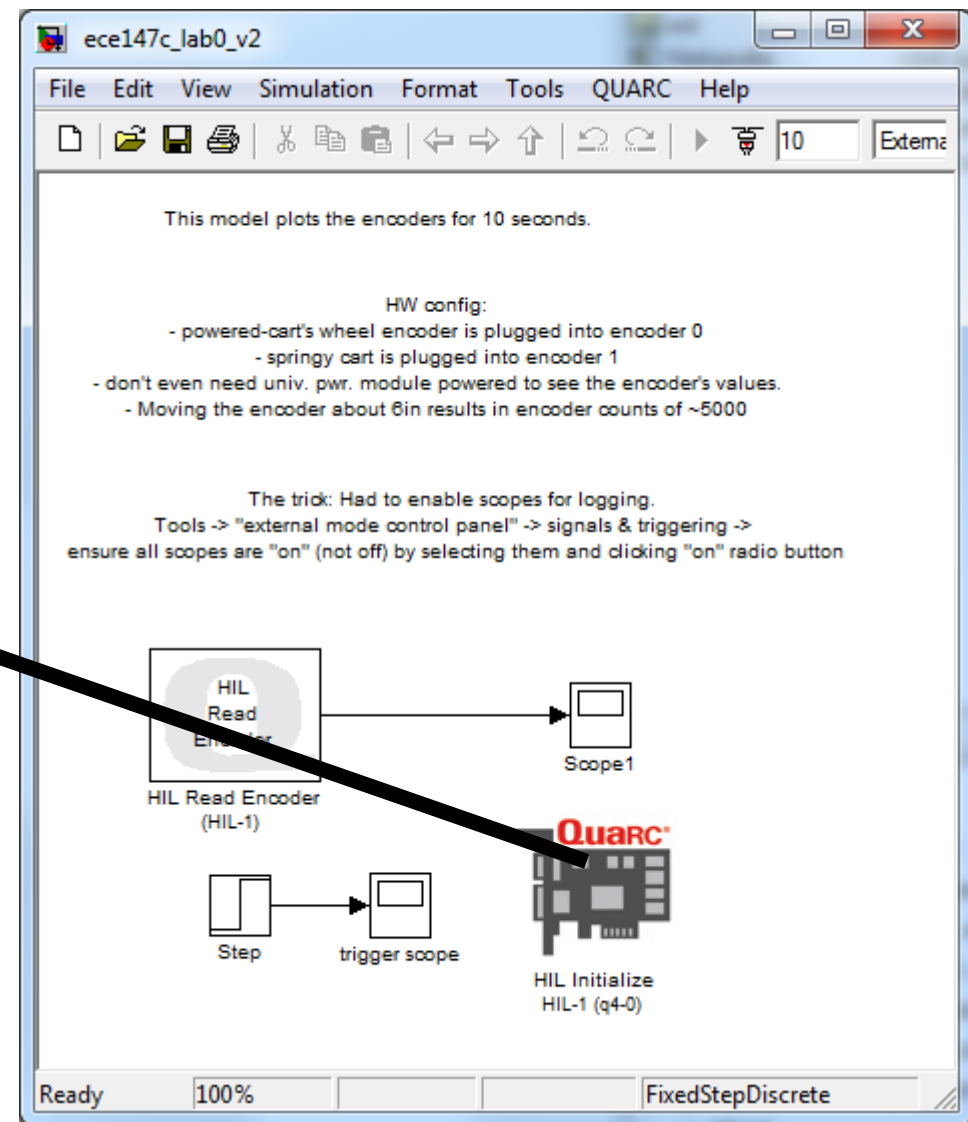 ece147c_lab0_v2
File Edit View Simulation Format Tools QUARC Help
10 Externa
This model plots the encoders for 10 seconds.
HW config:
- powered-cart's wheel encoder is plugged into encoder 0
- springy cart is plugged into encoder 1
- don't even need univ. pwr. module powered to see the encoder's values.
- Moving the encoder about 6in results in encoder counts of ~5000
The trick: Had to enable scopes for logging.
Tools -> "external mode control panel" -> signals & triggering ->
ensure all scopes are "on" (not off) by selecting them and clicking "on" radio button
HIL
Read
Encoder
Scope1
HIL Read Encoder
(HIL-1)
QUARC
Step
trigger scope
HIL Initialize
HIL-1 (q4-0)
Ready 100% FixedStepDiscrete